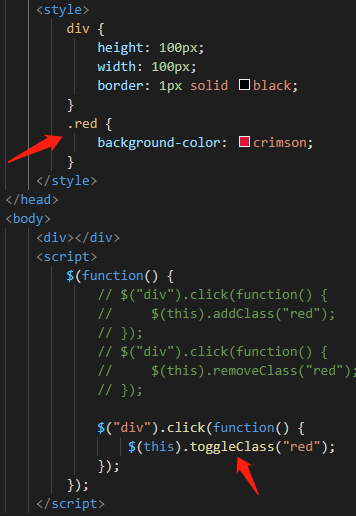 <style>
div {
height: 100px;
width: 100px;
border: 1px solid black;
}
.red {
background-color: crimson;
}
</style>
</head>
<body>
<div></div>
<script>
$(function() {
// $("div").click(function() {
//     $(this).addClass("red");
// });
// $("div").click(function() {
//     $(this).removeClass("red");
// });
$("div").click(function() {
$(this).toggleClass("red");
});
});
</script>